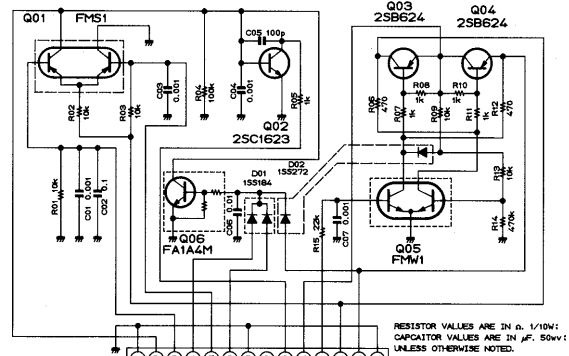 Q01 FMS1
R02 10k
R03 10k
C03 0.001
R04 100k
C04 0.001
C05 100p
R05 1k
Q02
2SC1623
R01 10k
C01 0.001
C02 0.1
Q06
FA1A4M
C06 0.01
D01
1SS184
D02
1SS272
R15 22k
C07 0.001
Q03
2SB624
Q04
2SB624
R06 470
R07 1k
R08
1k
R09 10k
R10
1k
R11 1k
R12 470
R13 10k
R14 470k
Q05
FMW1
RESISTOR VALUES ARE IN Ω. 1/10W;
CAPCAITOR VALUES ARE IN μF. 50wv;
UNLESS OTHERWISE NOTED.